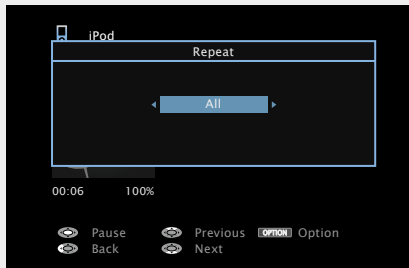 iPod
Repeat
All
00:06 100%
Pause Previous OPTION Option
Back Next